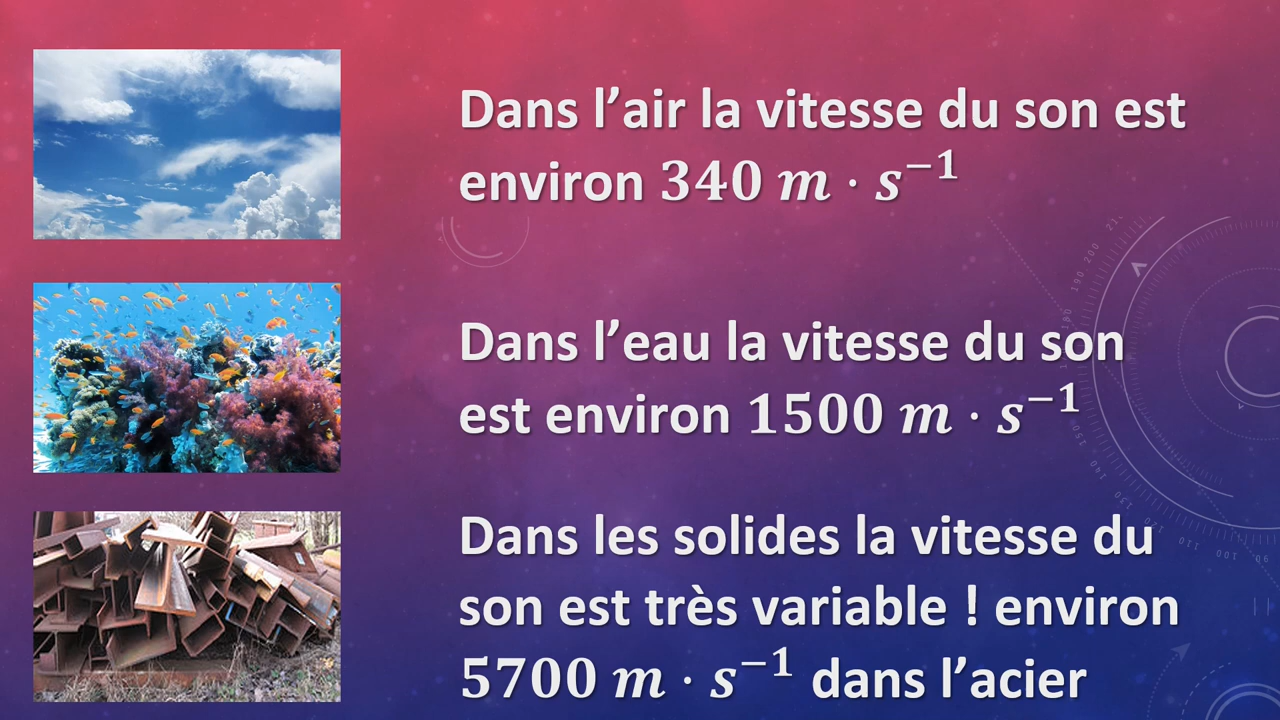 Dans l’air la vitesse du son est
environ 340 m · s⁻¹
Dans l’eau la vitesse du son
est environ 1500 m · s⁻¹
Dans les solides la vitesse du
son est très variable ! environ
5700 m · s⁻¹ dans l’acier